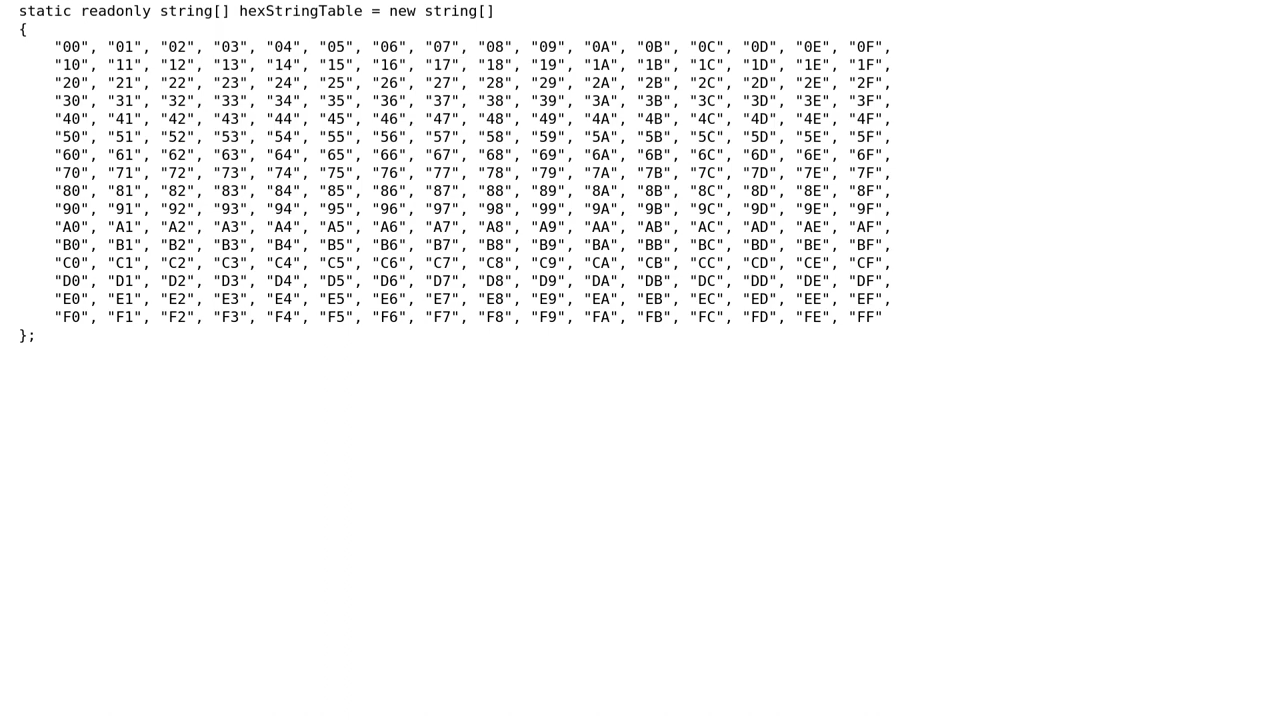 static readonly string[] hexStringTable = new string[]
{
    "00", "01", "02", "03", "04", "05", "06", "07", "08", "09", "0A", "0B", "0C", "0D", "0E", "0F",
    "10", "11", "12", "13", "14", "15", "16", "17", "18", "19", "1A", "1B", "1C", "1D", "1E", "1F",
    "20", "21", "22", "23", "24", "25", "26", "27", "28", "29", "2A", "2B", "2C", "2D", "2E", "2F",
    "30", "31", "32", "33", "34", "35", "36", "37", "38", "39", "3A", "3B", "3C", "3D", "3E", "3F",
    "40", "41", "42", "43", "44", "45", "46", "47", "48", "49", "4A", "4B", "4C", "4D", "4E", "4F",
    "50", "51", "52", "53", "54", "55", "56", "57", "58", "59", "5A", "5B", "5C", "5D", "5E", "5F",
    "60", "61", "62", "63", "64", "65", "66", "67", "68", "69", "6A", "6B", "6C", "6D", "6E", "6F",
    "70", "71", "72", "73", "74", "75", "76", "77", "78", "79", "7A", "7B", "7C", "7D", "7E", "7F",
    "80", "81", "82", "83", "84", "85", "86", "87", "88", "89", "8A", "8B", "8C", "8D", "8E", "8F",
    "90", "91", "92", "93", "94", "95", "96", "97", "98", "99", "9A", "9B", "9C", "9D", "9E", "9F",
    "A0", "A1", "A2", "A3", "A4", "A5", "A6", "A7", "A8", "A9", "AA", "AB", "AC", "AD", "AE", "AF",
    "B0", "B1", "B2", "B3", "B4", "B5", "B6", "B7", "B8", "B9", "BA", "BB", "BC", "BD", "BE", "BF",
    "C0", "C1", "C2", "C3", "C4", "C5", "C6", "C7", "C8", "C9", "CA", "CB", "CC", "CD", "CE", "CF",
    "D0", "D1", "D2", "D3", "D4", "D5", "D6", "D7", "D8", "D9", "DA", "DB", "DC", "DD", "DE", "DF",
    "E0", "E1", "E2", "E3", "E4", "E5", "E6", "E7", "E8", "E9", "EA", "EB", "EC", "ED", "EE", "EF",
    "F0", "F1", "F2", "F3", "F4", "F5", "F6", "F7", "F8", "F9", "FA", "FB", "FC", "FD", "FE", "FF"
};